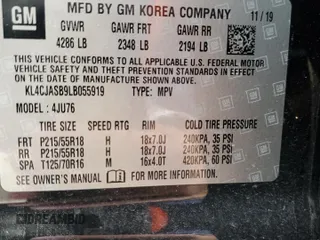 GM
MFD BY GM KOREA COMPANY 11/19
GVWR GAWR FRT GAWR RR
4286 LB 2348 LB 2194 LB
THIS VEHICLE CONFORMS TO ALL APPLICABLE U.S. FEDERAL MOTOR VEHICLE SAFETY, BUMPER, AND THEFT PREVENTION STANDARDS IN EFFECT ON THE DATE OF MANUFACTURE SHOWN ABOVE.
KL4CJASB9LB055919 TYPE: MPV
MODEL: 4JU76
TIRE SIZE SPEED RTG RIM COLD TIRE PRESSURE
FRT P215/55R18 H 18x7.0J 240KPA, 35 PSI
RR P215/55R18 H 18x7.0J 240KPA, 35 PSI
SPA T125/70R16 M 16x4.0T 420KPA, 60 PSI
SEE OWNER'S MANUAL FOR ADDITIONAL INFORMATION